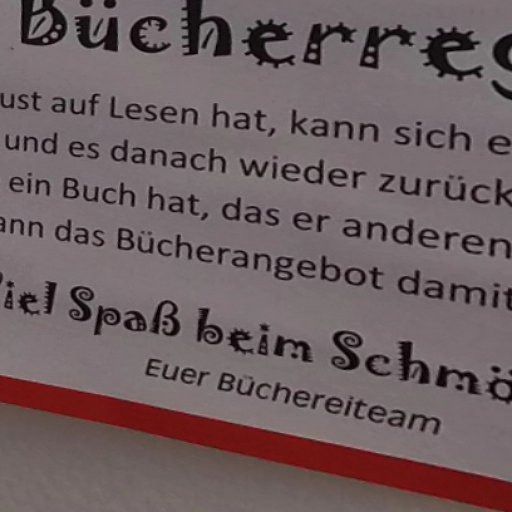 Bücherreg
ust auf Lesen hat, kann sich e
und es danach wieder zurück
ein Buch hat, das er anderen
ann das Bücherangebot damit
iel Spaß beim Schmö
Euer Büchereiteam